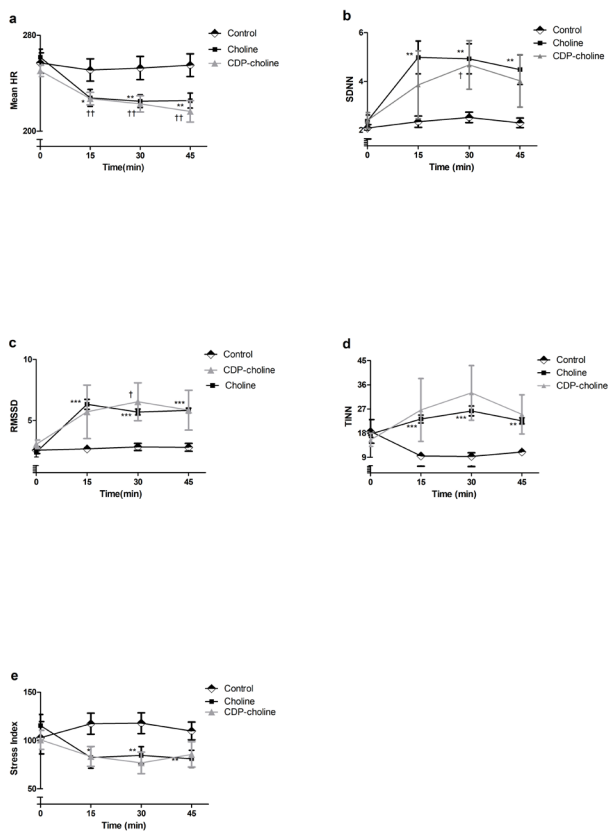 a
Control
Choline
CDP-choline
Mean HR
280
200
*
**
**
††
††
††
0 15 30 45
Time(min)
b
Control
Choline
CDP-choline
SDNN
6
4
2
**
**
**
†
0 15 30 45
Time (min)
c
Control
CDP-choline
Choline
RMSSD
10
5
***
†
***
***
0 15 30 45
Time(min)
d
Control
Choline
CDP-choline
TINN
45
36
27
18
9
***
***
**
0 15 30 45
Time (min)
e
Control
Choline
CDP-choline
Stress Index
150
100
50
*
**
**
0 15 30 45
Time (min)